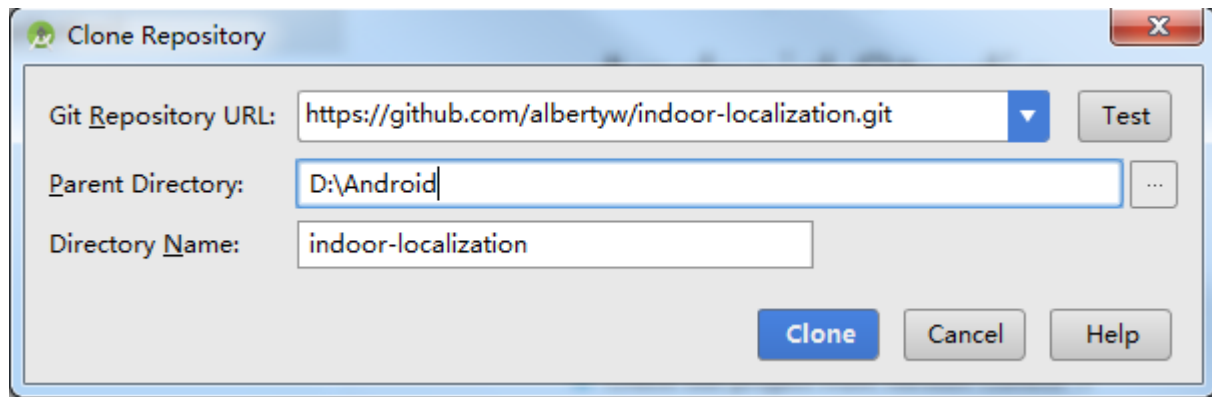 Clone Repository
Git Repository URL: https://github.com/albertyw/indoor-localization.git Test
Parent Directory: D:\Android ...
Directory Name: indoor-localization
Clone Cancel Help